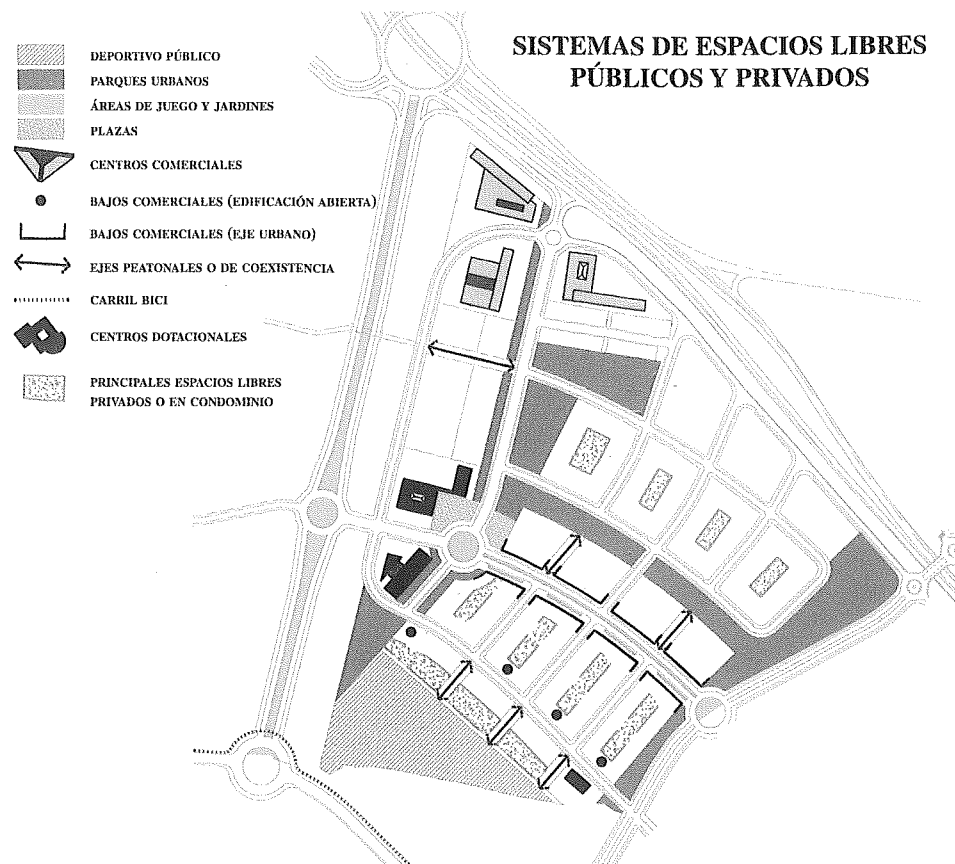 SISTEMAS DE ESPACIOS LIBRES
PÚBLICOS Y PRIVADOS
DEPORTIVO PÚBLICO
PARQUES URBANOS
ÁREAS DE JUEGO Y JARDINES
PLAZAS
CENTROS COMERCIALES
BAJOS COMERCIALES (EDIFICACIÓN ABIERTA)
BAJOS COMERCIALES (EJE URBANO)
EJES PEATONALES O DE COEXISTENCIA
CARRIL BICI
CENTROS DOTACIONALES
PRINCIPALES ESPACIOS LIBRES
PRIVADOS O EN CONDOMINIO